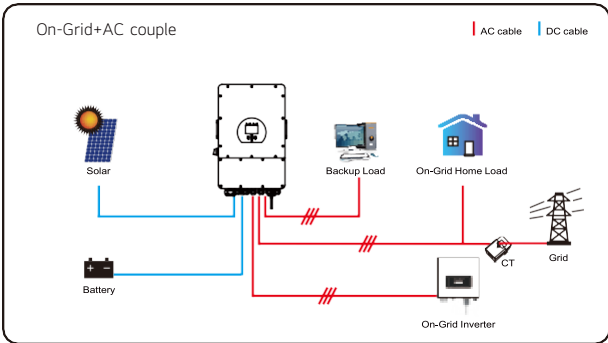 On-Grid+AC couple
AC cable
DC cable
Solar
Backup Load
On-Grid Home Load
Grid
CT
Battery
On-Grid Inverter